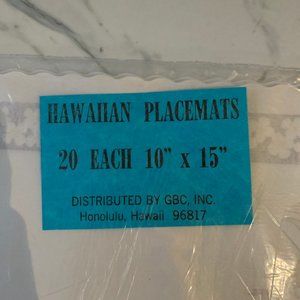 HAWAIIAN PLACEMATS
20 EACH 10" x 15"
DISTRIBUTED BY GBC, INC.
Honolulu, Hawaii 96817